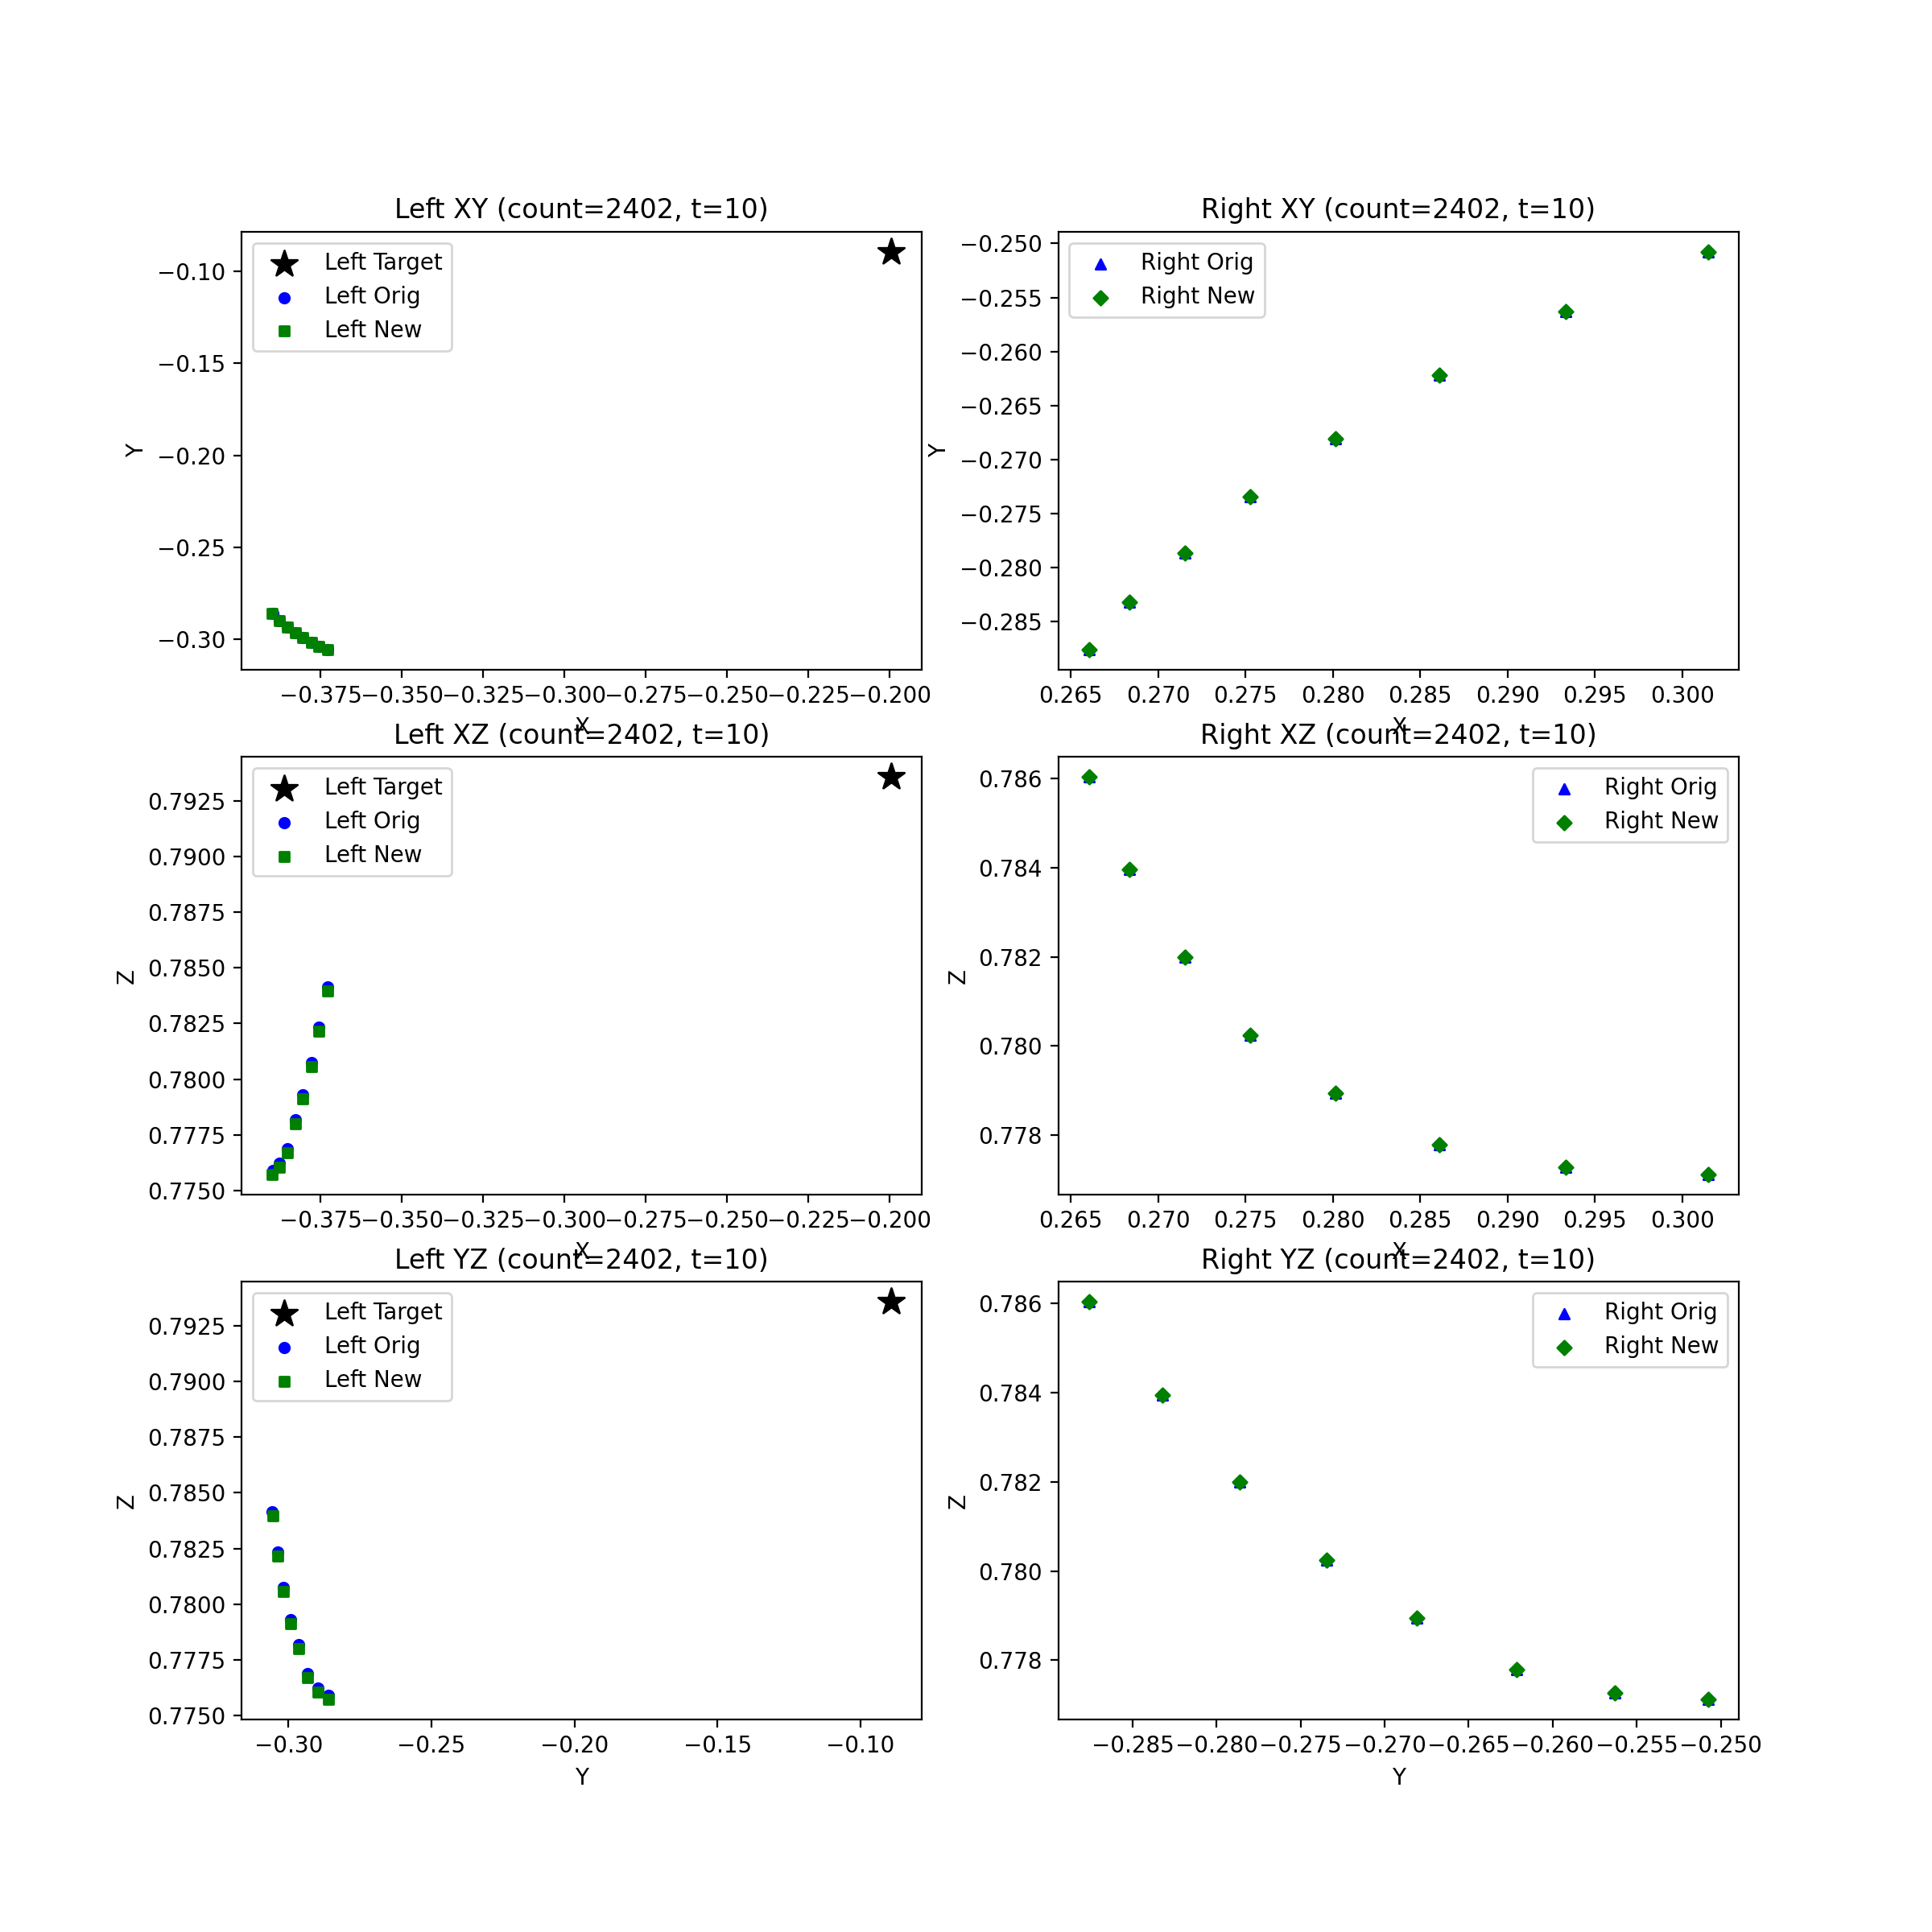 Left XY (count=2402, t=10)
Left Target
Left Orig
Left New
−0.10
−0.15
−0.20
−0.25
−0.30
Y
−0.375 −0.350 −0.325 −0.300 −0.275 −0.250 −0.225 −0.200
X
Right XY (count=2402, t=10)
Right Orig
Right New
−0.250
−0.255
−0.260
−0.265
−0.270
−0.275
−0.280
−0.285
Y
0.265 0.270 0.275 0.280 0.285 0.290 0.295 0.300
X
Left XZ (count=2402, t=10)
Left Target
Left Orig
Left New
0.7925
0.7900
0.7875
0.7850
0.7825
0.7800
0.7775
0.7750
Z
−0.375 −0.350 −0.325 −0.300 −0.275 −0.250 −0.225 −0.200
X
Right XZ (count=2402, t=10)
Right Orig
Right New
0.786
0.784
0.782
0.780
0.778
Z
0.265 0.270 0.275 0.280 0.285 0.290 0.295 0.300
X
Left YZ (count=2402, t=10)
Left Target
Left Orig
Left New
0.7925
0.7900
0.7875
0.7850
0.7825
0.7800
0.7775
0.7750
Z
−0.30 −0.25 −0.20 −0.15 −0.10
Y
Right YZ (count=2402, t=10)
Right Orig
Right New
0.786
0.784
0.782
0.780
0.778
Z
−0.285 −0.280 −0.275 −0.270 −0.265 −0.260 −0.255 −0.250
Y